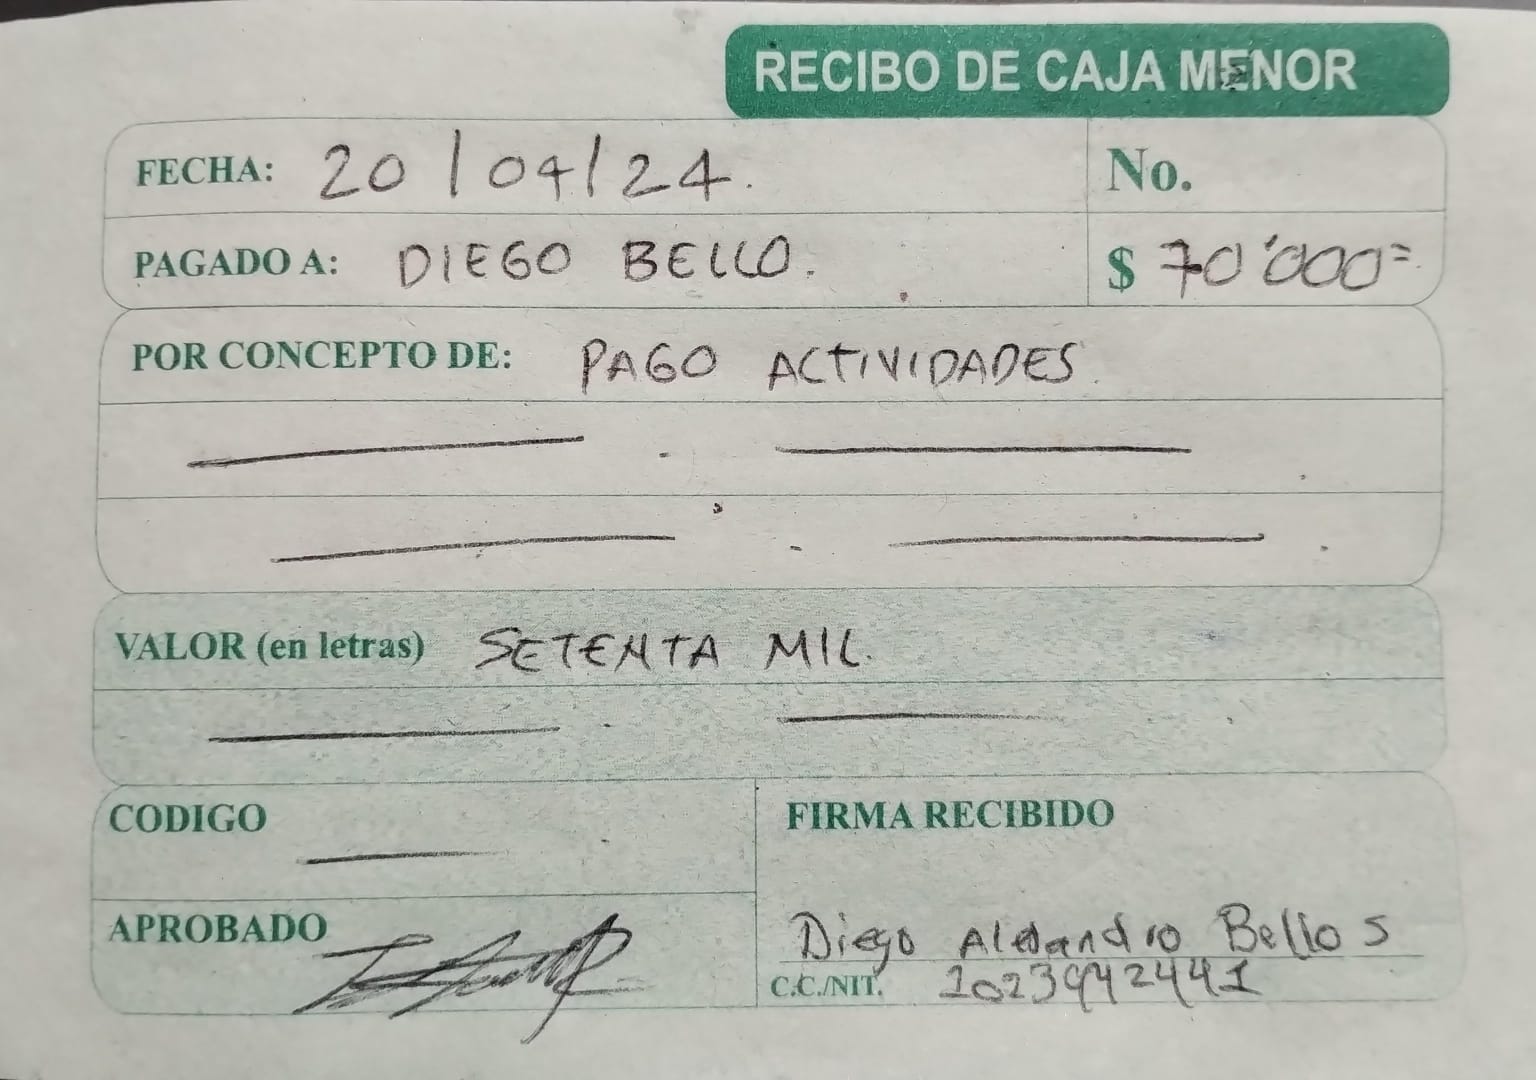 RECIBO DE CAJA MENOR
FECHA: 20/04/24.
No.
PAGADO A: DIEGO BELLO.
$ 70'000=
POR CONCEPTO DE: PAGO ACTIVIDADES.
VALOR (en letras) SETENTA MIL.
CODIGO
FIRMA RECIBIDO
APROBADO
Diego Alejandro Bello S
C.C./NIT. 1023942441